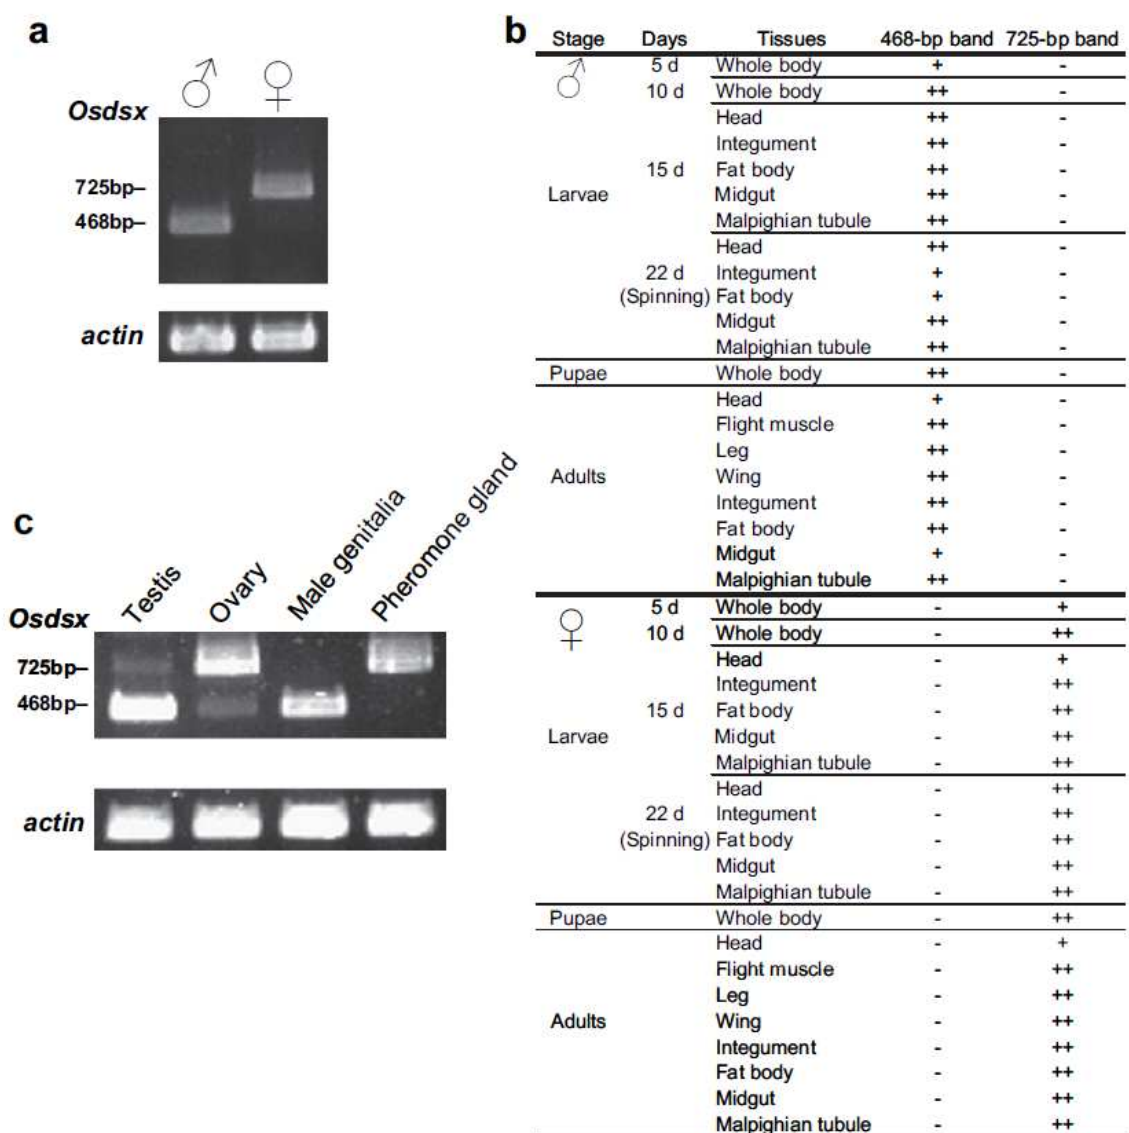 a
♂ ♀
Osdsx
725bp–
468bp–
actin
b
Stage Days Tissues 468-bp band 725-bp band
♂ 5 d Whole body + -
10 d Whole body ++ -
Head ++ -
Integument ++ -
15 d Fat body ++ -
Larvae Midgut ++ -
Malpighian tubule ++ -
Head ++ -
22 d Integument + -
(Spinning) Fat body + -
Midgut ++ -
Malpighian tubule ++ -
Pupae Whole body ++ -
Head + -
Flight muscle ++ -
Leg ++ -
Adults Wing ++ -
Integument ++ -
Fat body ++ -
Midgut + -
Malpighian tubule ++ -
♀ 5 d Whole body - +
10 d Whole body - ++
Head - +
Integument - ++
15 d Fat body - ++
Larvae Midgut - ++
Malpighian tubule - ++
Head - ++
22 d Integument - ++
(Spinning) Fat body - ++
Midgut - ++
Malpighian tubule - ++
Pupae Whole body - ++
Head - +
Flight muscle - ++
Leg - ++
Adults Wing - ++
Integument - ++
Fat body - ++
Midgut - ++
Malpighian tubule - ++
c
Testis Ovary Male genitalia Pheromone gland
Osdsx
725bp–
468bp–
actin